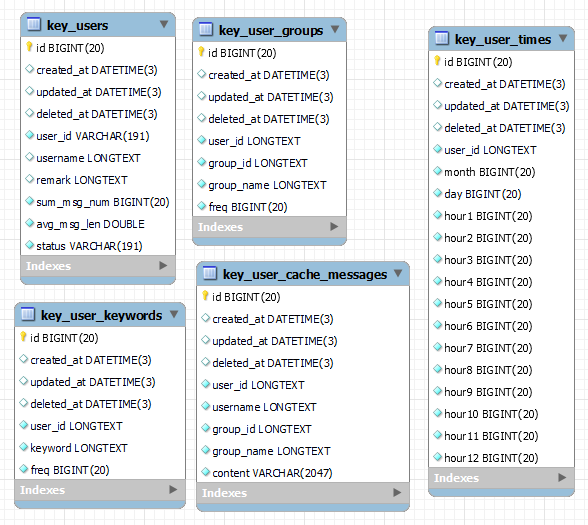 key_users
id BIGINT(20)
created_at DATETIME(3)
updated_at DATETIME(3)
deleted_at DATETIME(3)
user_id VARCHAR(191)
username LONGTEXT
remark LONGTEXT
sum_msg_num BIGINT(20)
avg_msg_len DOUBLE
status VARCHAR(191)
Indexes
key_user_groups
id BIGINT(20)
created_at DATETIME(3)
updated_at DATETIME(3)
deleted_at DATETIME(3)
user_id LONGTEXT
group_id LONGTEXT
group_name LONGTEXT
freq BIGINT(20)
Indexes
key_user_times
id BIGINT(20)
created_at DATETIME(3)
updated_at DATETIME(3)
deleted_at DATETIME(3)
user_id LONGTEXT
month BIGINT(20)
day BIGINT(20)
hour1 BIGINT(20)
hour2 BIGINT(20)
hour3 BIGINT(20)
hour4 BIGINT(20)
hour5 BIGINT(20)
hour6 BIGINT(20)
hour7 BIGINT(20)
hour8 BIGINT(20)
hour9 BIGINT(20)
hour10 BIGINT(20)
hour11 BIGINT(20)
hour12 BIGINT(20)
Indexes
key_user_keywords
id BIGINT(20)
created_at DATETIME(3)
updated_at DATETIME(3)
deleted_at DATETIME(3)
user_id LONGTEXT
keyword LONGTEXT
freq BIGINT(20)
Indexes
key_user_cache_messages
id BIGINT(20)
created_at DATETIME(3)
updated_at DATETIME(3)
deleted_at DATETIME(3)
user_id LONGTEXT
username LONGTEXT
group_id LONGTEXT
group_name LONGTEXT
content VARCHAR(2047)
Indexes